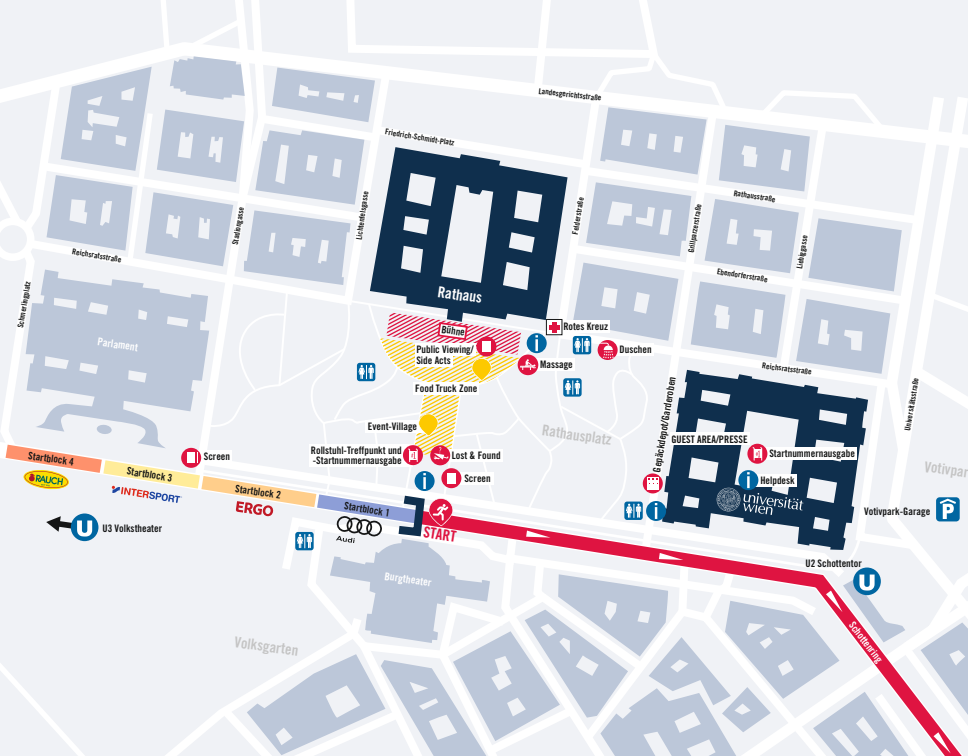 Landesgerichtsstraße
Friedrich-Schmidt-Platz
Rathausstraße
Lichtenfelsgasse
Felderstraße
Grillparzerstraße
Liebiggasse
Stadiongasse
Reichsratsstraße
Ebendorferstraße
Schmerlingplatz
Rathaus
Bühne
Rotes Kreuz
Parlament
Public Viewing/
Side Acts
i
Duschen
Massage
Reichsratsstraße
Universitätsstraße
Food Truck Zone
Gepäckdepot/Garderoben
Event-Village
Rathausplatz
GUEST AREA/PRESSE
Rollstuhl-Treffpunkt und
-Startnummernausgabe
Lost & Found
Startnummernausgabe
Screen
Startblock 4
Startblock 3
Startblock 2
Startblock 1
RAUCH
INTERSPORT
ERGO
Audi
i
Screen
i
Helpdesk
universität
wien
Votivpar
i
Votivpark-Garage
P
U
U3 Volkstheater
START
U2 Schottentor
U
Burgtheater
Volksgarten
Schottenring